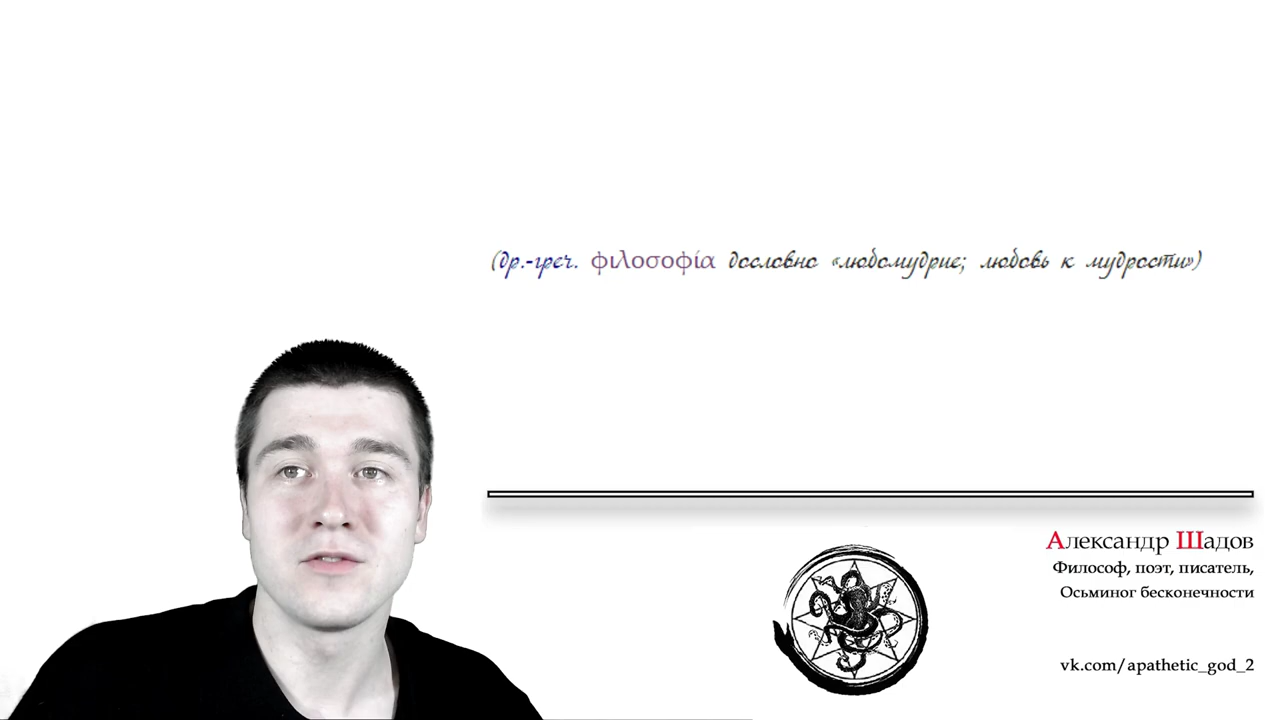 (др.-греч. φιλοσοφία дословно «любомудрие; любовь к мудрости»)
Александр Шадов
Философ, поэт, писатель,
Осьминог бесконечности
vk.com/apathetic_god_2